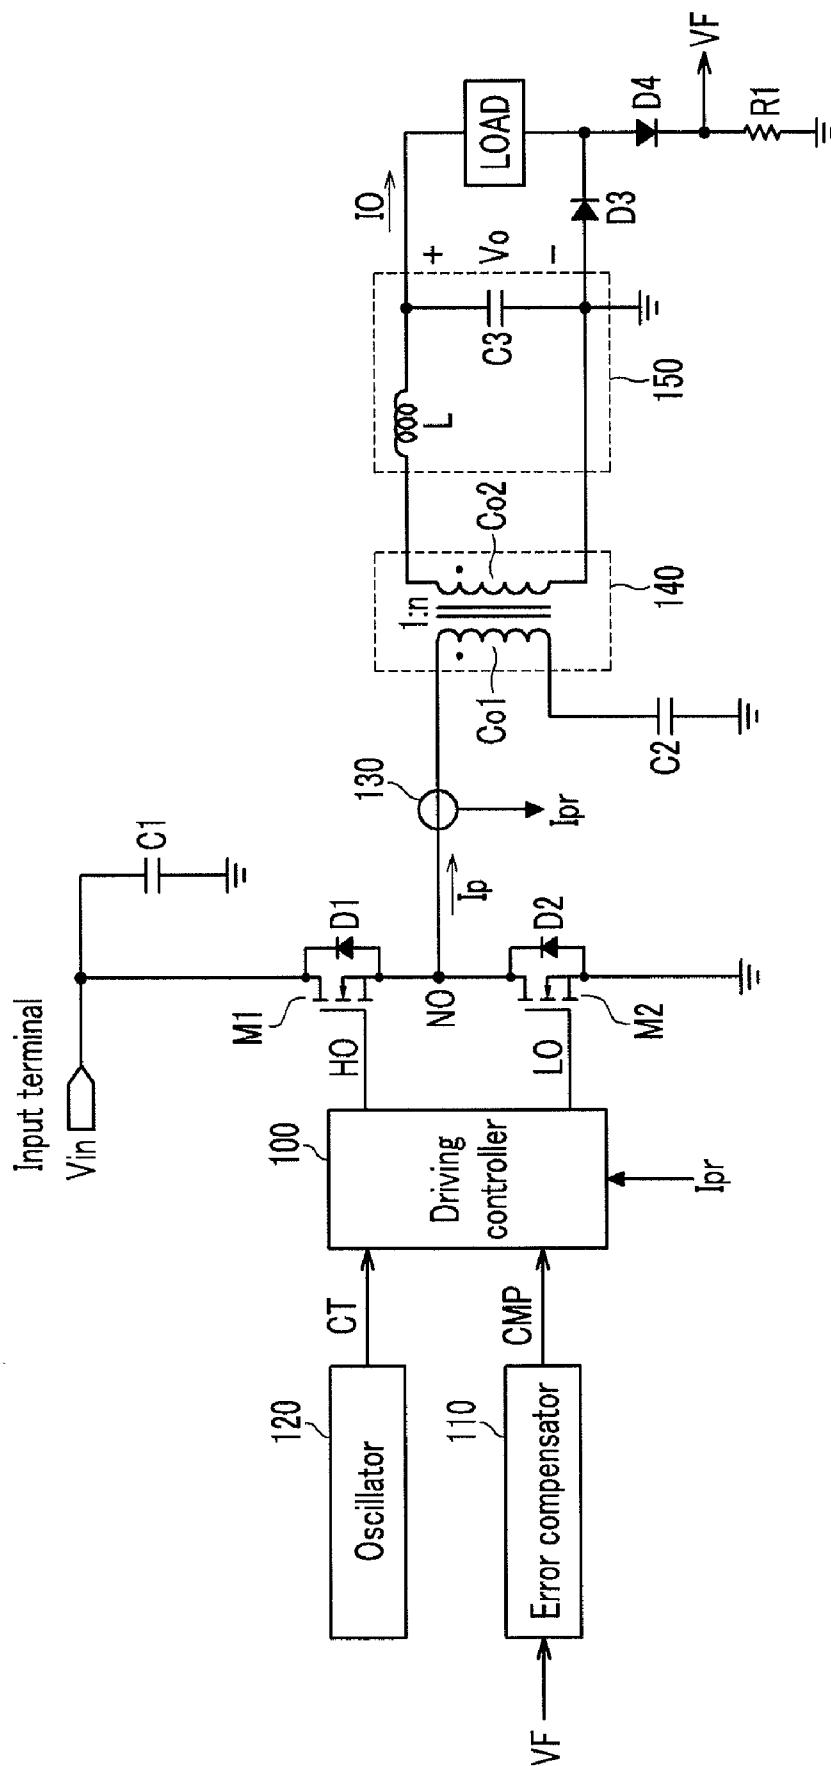 Input terminal
Vin
C1
M1
D1
HO
NO
Ip
130
Ipr
M2
D2
LO
100
Driving
controller
Ipr
CT
CMP
120
Oscillator
110
Error compensator
VF
1:n
Co1
Co2
140
C2
L
C3
150
IO
+
Vo
−
LOAD
D3
D4
VF
R1